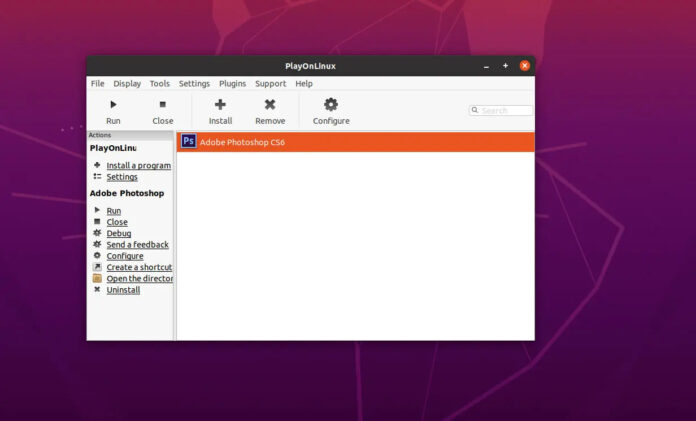 PlayOnLinux
File Display Tools Settings Plugins Support Help
Run Close Install Remove Configure
Search
Actions
PlayOnLinu
Install a program
Settings
Adobe Photoshop
Run
Close
Debug
Send a feedback
Configure
Create a shortcut
Open the director
Uninstall
Ps Adobe Photoshop CS6